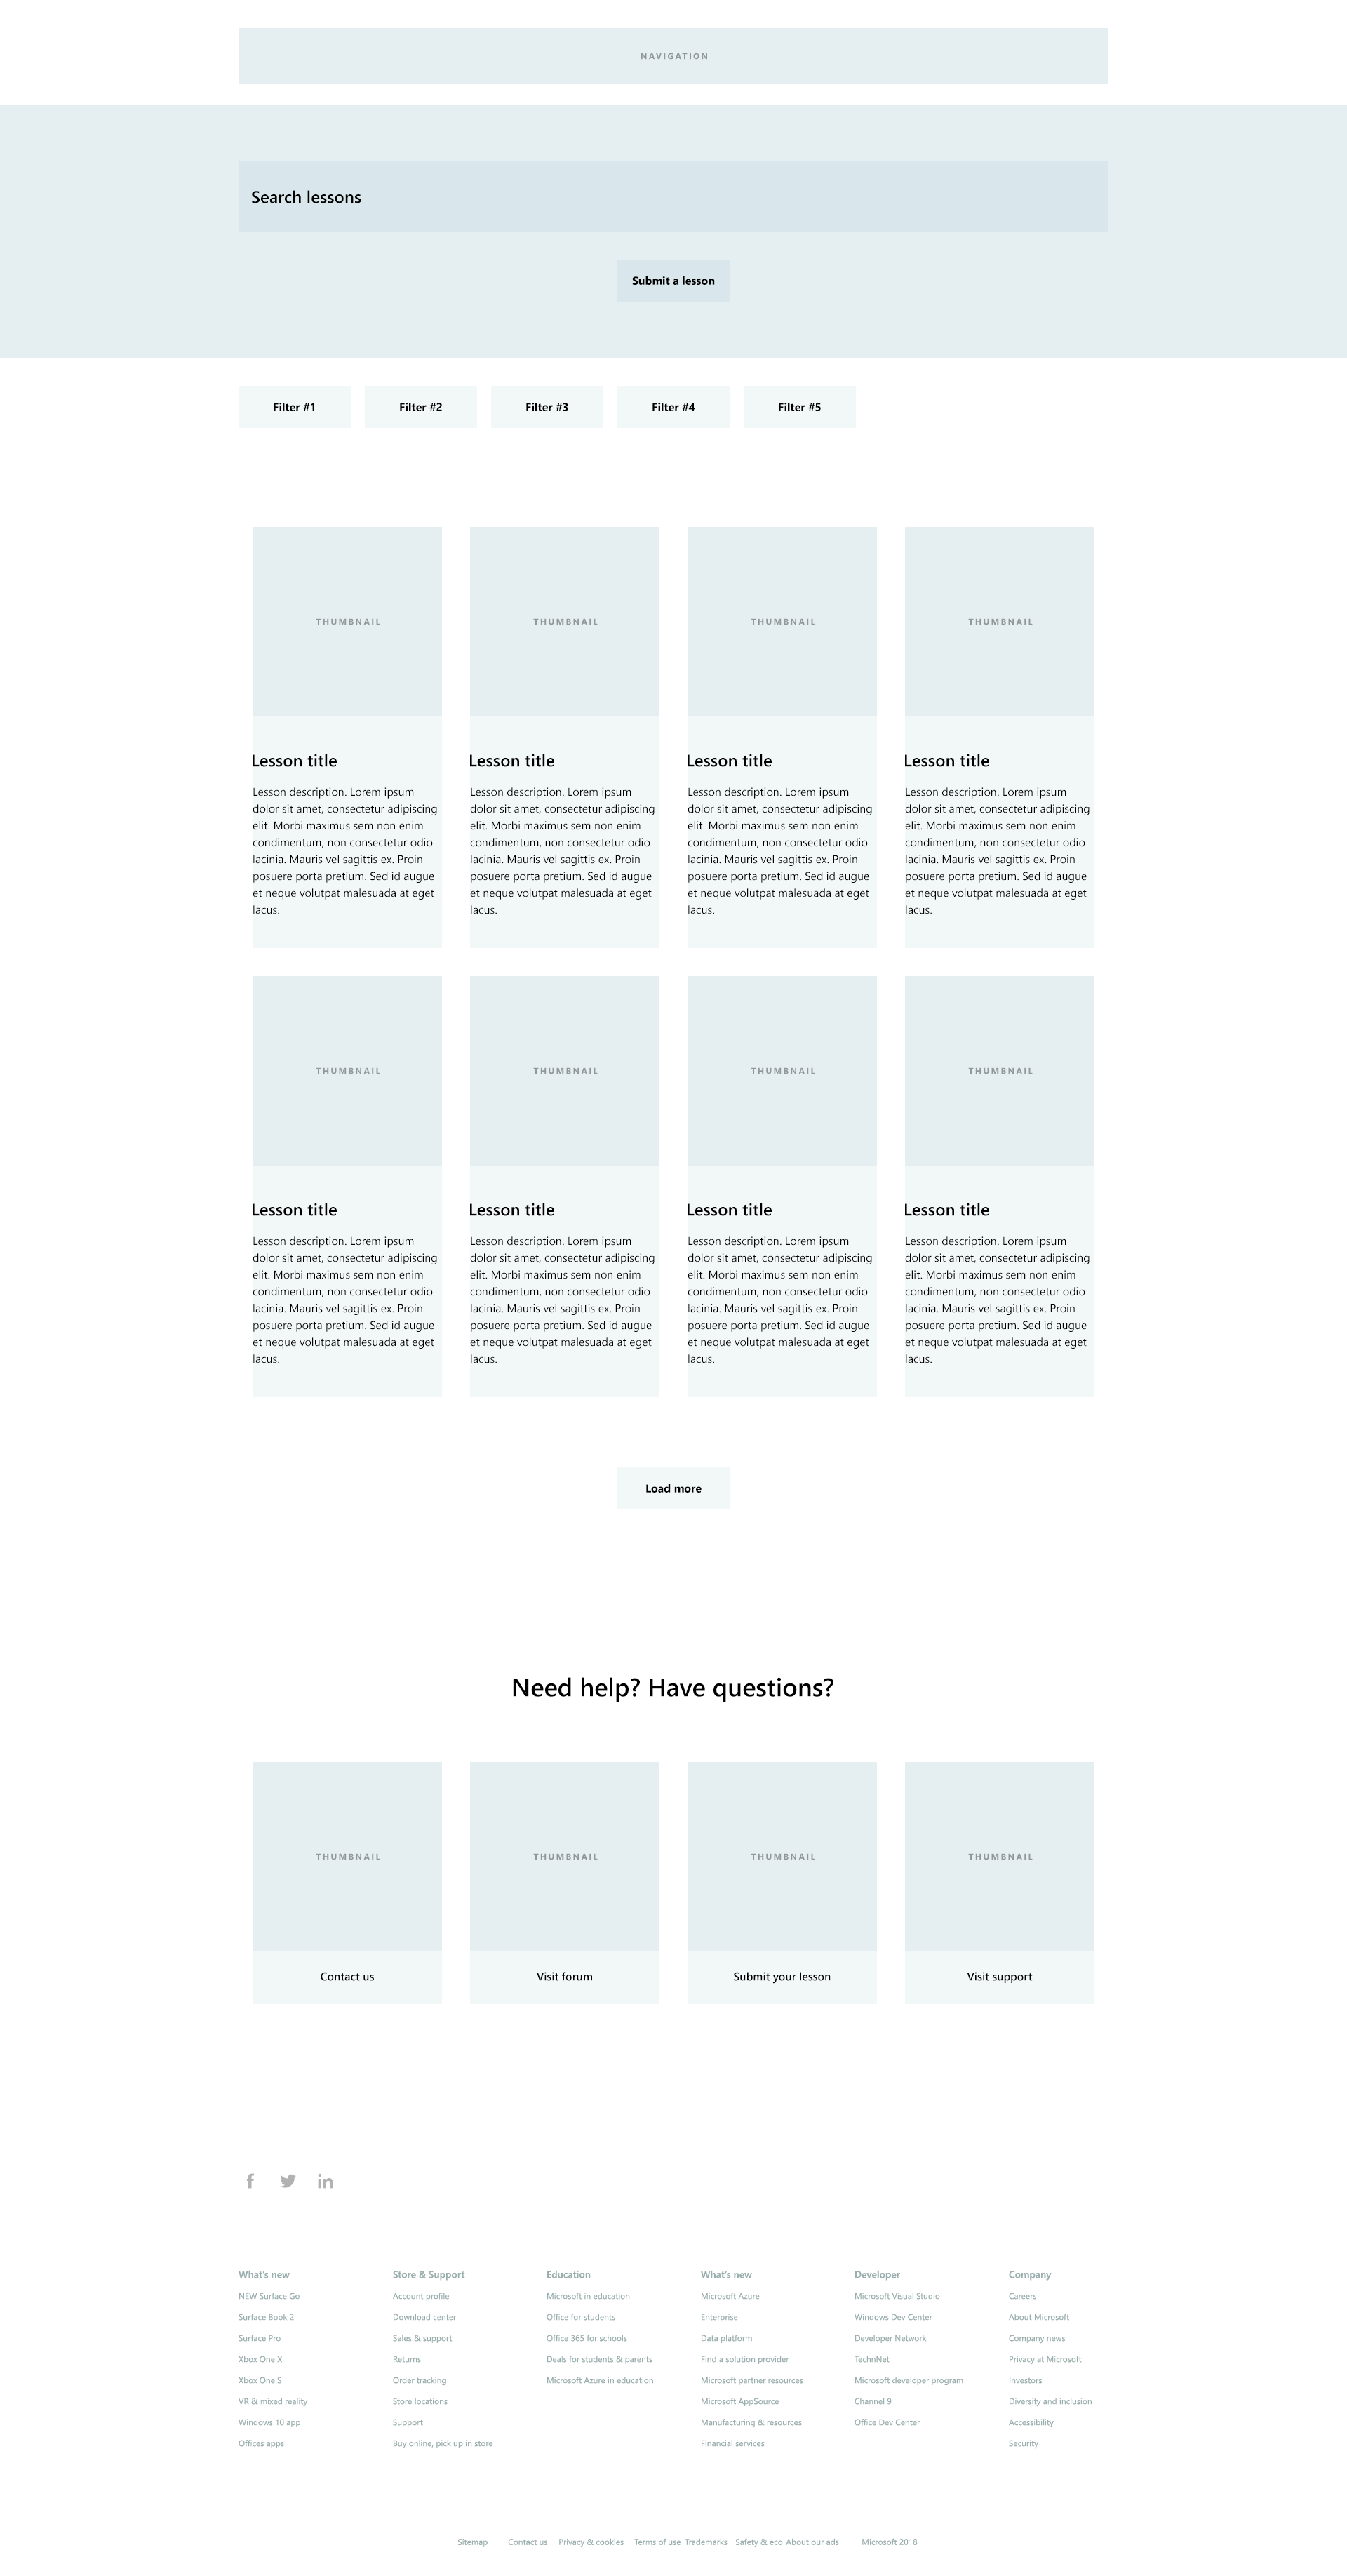 NAVIGATION
Search lessons
Submit a lesson
Filter #1
Filter #2
Filter #3
Filter #4
Filter #5
THUMBNAIL
THUMBNAIL
THUMBNAIL
THUMBNAIL
Lesson title
Lesson description. Lorem ipsum
dolor sit amet, consectetur adipiscing
elit. Morbi maximus sem non enim
condimentum, non consectetur odio
lacinia. Mauris vel sagittis ex. Proin
posuere porta pretium. Sed id augue
et neque volutpat malesuada at eget
lacus.
Lesson title
Lesson description. Lorem ipsum
dolor sit amet, consectetur adipiscing
elit. Morbi maximus sem non enim
condimentum, non consectetur odio
lacinia. Mauris vel sagittis ex. Proin
posuere porta pretium. Sed id augue
et neque volutpat malesuada at eget
lacus.
Lesson title
Lesson description. Lorem ipsum
dolor sit amet, consectetur adipiscing
elit. Morbi maximus sem non enim
condimentum, non consectetur odio
lacinia. Mauris vel sagittis ex. Proin
posuere porta pretium. Sed id augue
et neque volutpat malesuada at eget
lacus.
Lesson title
Lesson description. Lorem ipsum
dolor sit amet, consectetur adipiscing
elit. Morbi maximus sem non enim
condimentum, non consectetur odio
lacinia. Mauris vel sagittis ex. Proin
posuere porta pretium. Sed id augue
et neque volutpat malesuada at eget
lacus.
THUMBNAIL
THUMBNAIL
THUMBNAIL
THUMBNAIL
Lesson title
Lesson description. Lorem ipsum
dolor sit amet, consectetur adipiscing
elit. Morbi maximus sem non enim
condimentum, non consectetur odio
lacinia. Mauris vel sagittis ex. Proin
posuere porta pretium. Sed id augue
et neque volutpat malesuada at eget
lacus.
Lesson title
Lesson description. Lorem ipsum
dolor sit amet, consectetur adipiscing
elit. Morbi maximus sem non enim
condimentum, non consectetur odio
lacinia. Mauris vel sagittis ex. Proin
posuere porta pretium. Sed id augue
et neque volutpat malesuada at eget
lacus.
Lesson title
Lesson description. Lorem ipsum
dolor sit amet, consectetur adipiscing
elit. Morbi maximus sem non enim
condimentum, non consectetur odio
lacinia. Mauris vel sagittis ex. Proin
posuere porta pretium. Sed id augue
et neque volutpat malesuada at eget
lacus.
Lesson title
Lesson description. Lorem ipsum
dolor sit amet, consectetur adipiscing
elit. Morbi maximus sem non enim
condimentum, non consectetur odio
lacinia. Mauris vel sagittis ex. Proin
posuere porta pretium. Sed id augue
et neque volutpat malesuada at eget
lacus.
Load more
Need help? Have questions?
THUMBNAIL
THUMBNAIL
THUMBNAIL
THUMBNAIL
Contact us
Visit forum
Submit your lesson
Visit support
f
in
What's new
NEW Surface Go
Surface Book 2
Surface Pro
Xbox One X
Xbox One S
VR & mixed reality
Windows 10 app
Offices apps
Store & Support
Account profile
Download center
Sales & support
Returns
Order tracking
Store locations
Support
Buy online, pick up in store
Education
Microsoft in education
Office for students
Office 365 for schools
Deals for students & parents
Microsoft Azure in education
What's new
Microsoft Azure
Enterprise
Data platform
Find a solution provider
Microsoft partner resources
Microsoft AppSource
Manufacturing & resources
Financial services
Developer
Microsoft Visual Studio
Windows Dev Center
Developer Network
TechnNet
Microsoft developer program
Channel 9
Office Dev Center
Company
Careers
About Microsoft
Company news
Privacy at Microsoft
Investors
Diversity and inclusion
Accessibility
Security
Sitemap Contact us Privacy & cookies Terms of use Trademarks Safety & eco About our ads Microsoft 2018